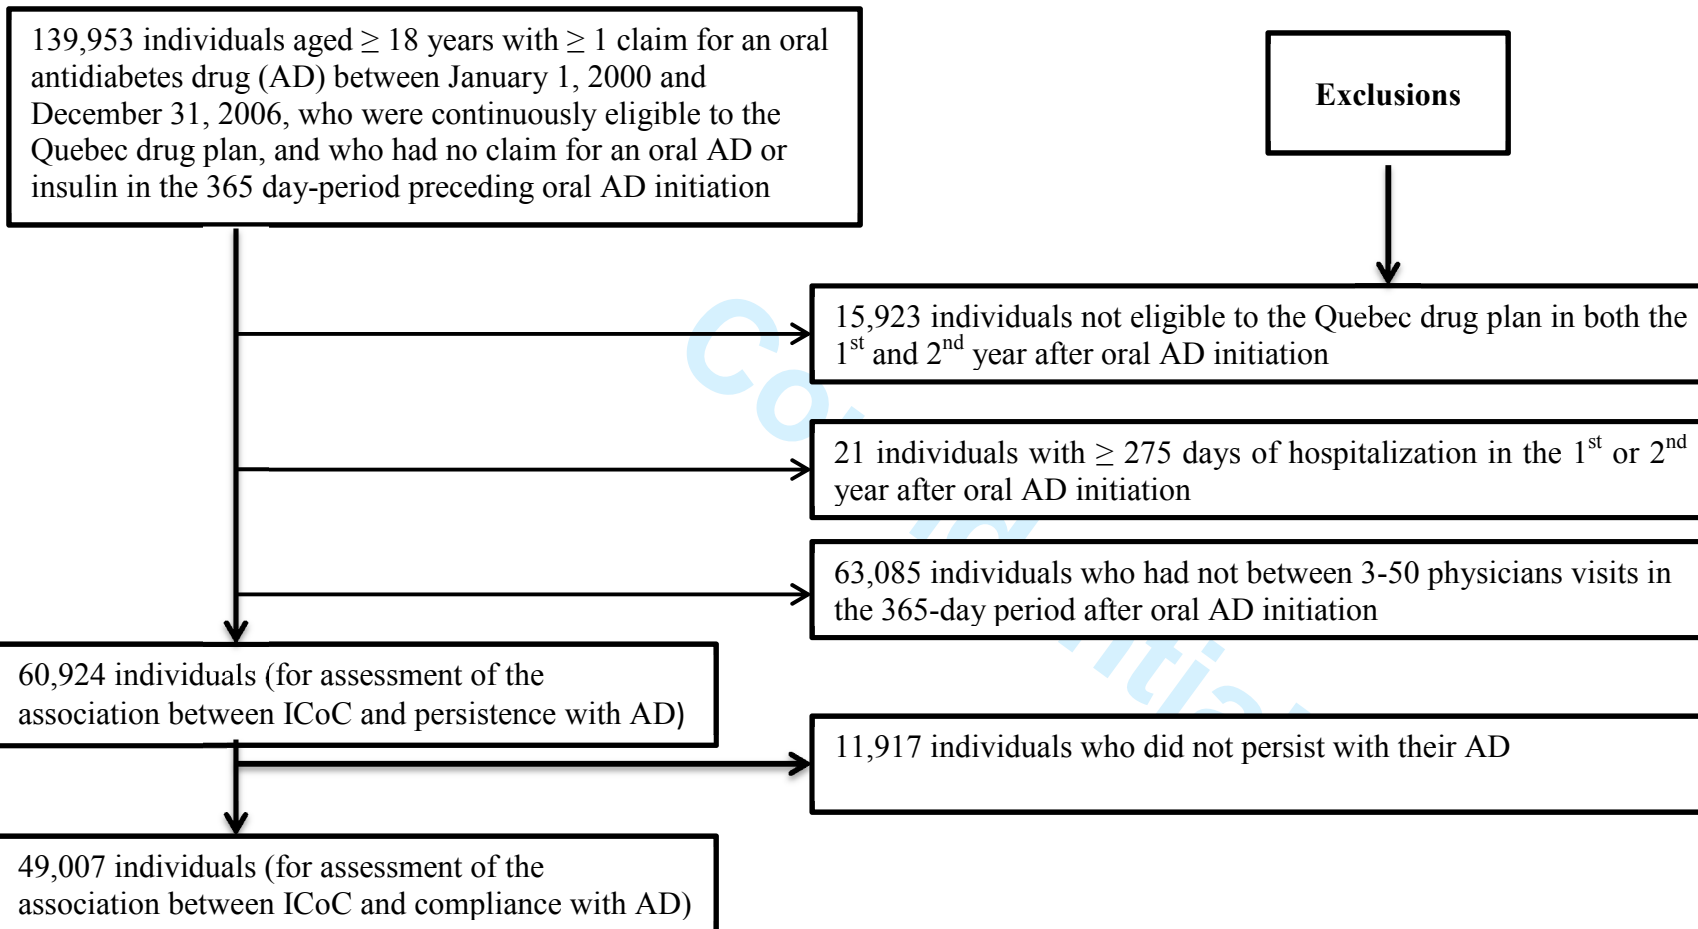 139,953 individuals aged ≥ 18 years with ≥ 1 claim for an oral
antidiabetes drug (AD) between January 1, 2000 and
December 31, 2006, who were continuously eligible to the
Quebec drug plan, and who had no claim for an oral AD or
insulin in the 365 day-period preceding oral AD initiation
Exclusions
15,923 individuals not eligible to the Quebec drug plan in both the
1st and 2nd year after oral AD initiation
21 individuals with ≥ 275 days of hospitalization in the 1st or 2nd
year after oral AD initiation
63,085 individuals who had not between 3-50 physicians visits in
the 365-day period after oral AD initiation
60,924 individuals (for assessment of the
association between ICoC and persistence with AD)
11,917 individuals who did not persist with their AD
49,007 individuals (for assessment of the
association between ICoC and compliance with AD)